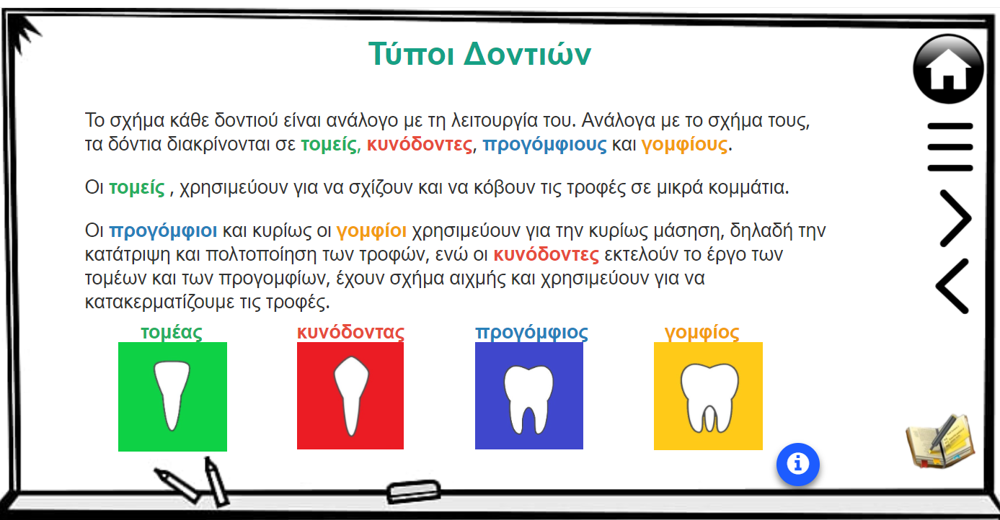 Τύποι Δοντιών
Το σχήμα κάθε δοντιού είναι ανάλογο με τη λειτουργία του. Ανάλογα με το σχήμα τους,
τα δόντια διακρίνονται σε τομείς, κυνόδοντες, προγόμφιους και γομφίους.
Οι τομείς , χρησιμεύουν για να σχίζουν και να κόβουν τις τροφές σε μικρά κομμάτια.
Οι προγόμφιοι και κυρίως οι γομφίοι χρησιμεύουν για την κυρίως μάσηση, δηλαδή την
κατάτριψη και πολτοποίηση των τροφών, ενώ οι κυνόδοντες εκτελούν το έργο των
τομέων και των προγομφίων, έχουν σχήμα αιχμής και χρησιμεύουν για να
κατακερματίζουμε τις τροφές.
τομέας κυνόδοντας προγόμφιος γομφίος